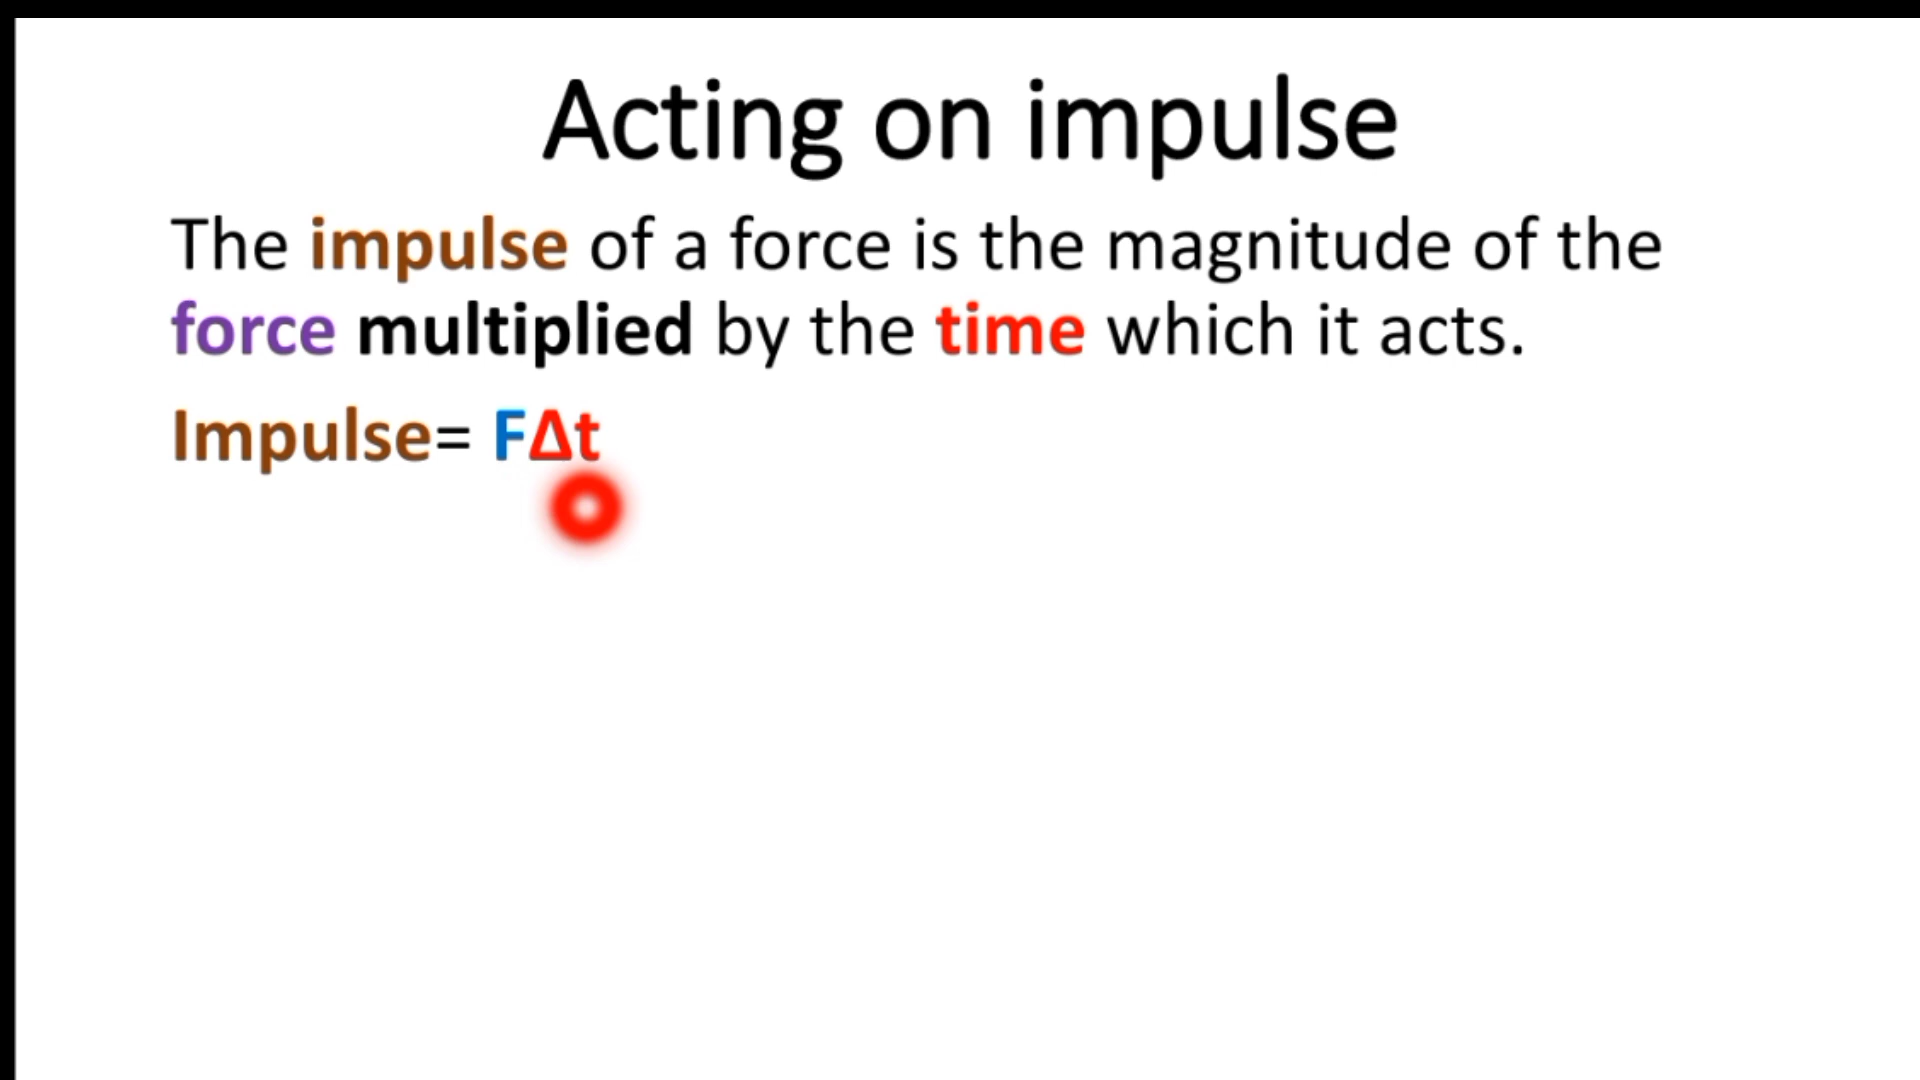 Acting on impulse
The impulse of a force is the magnitude of the
force multiplied by the time which it acts.
Impulse= FΔt